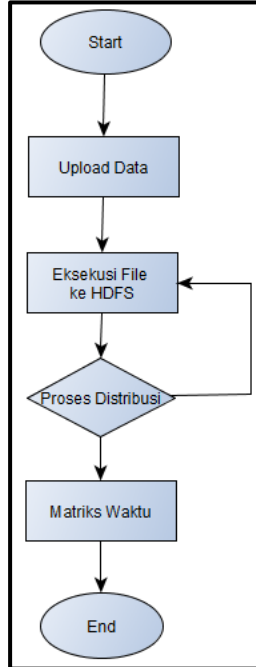 Start
Upload Data
Eksekusi File
ke HDFS
Proses Distribusi
Matriks Waktu
End